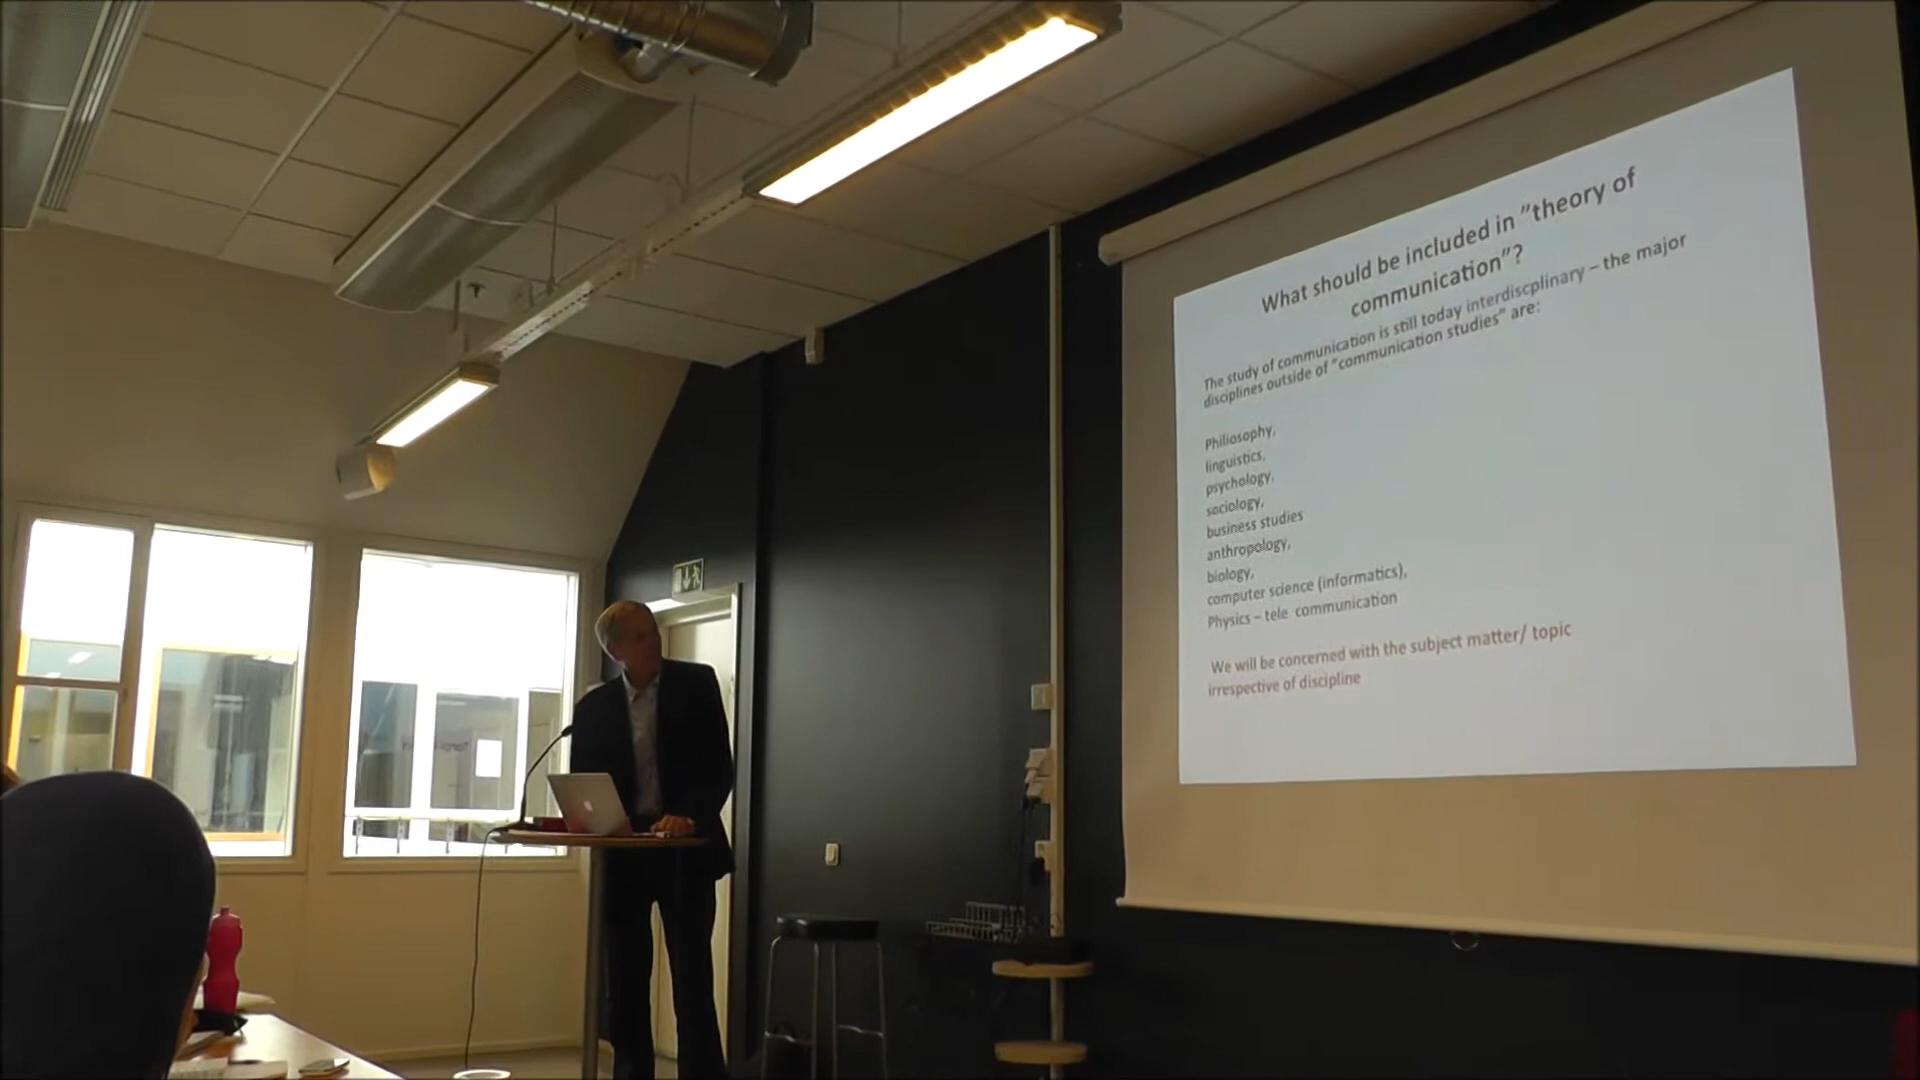 What should be included in ”theory of
communication”?
The study of communication is still today interdiscplinary – the major
disciplines outside of ”communication studies” are:
Philiosophy,
linguistics,
psychology,
sociology,
business studies
anthropology,
biology,
computer science (informatics),
Physics – tele communication
We will be concerned with the subject matter/ topic
irrespective of discipline